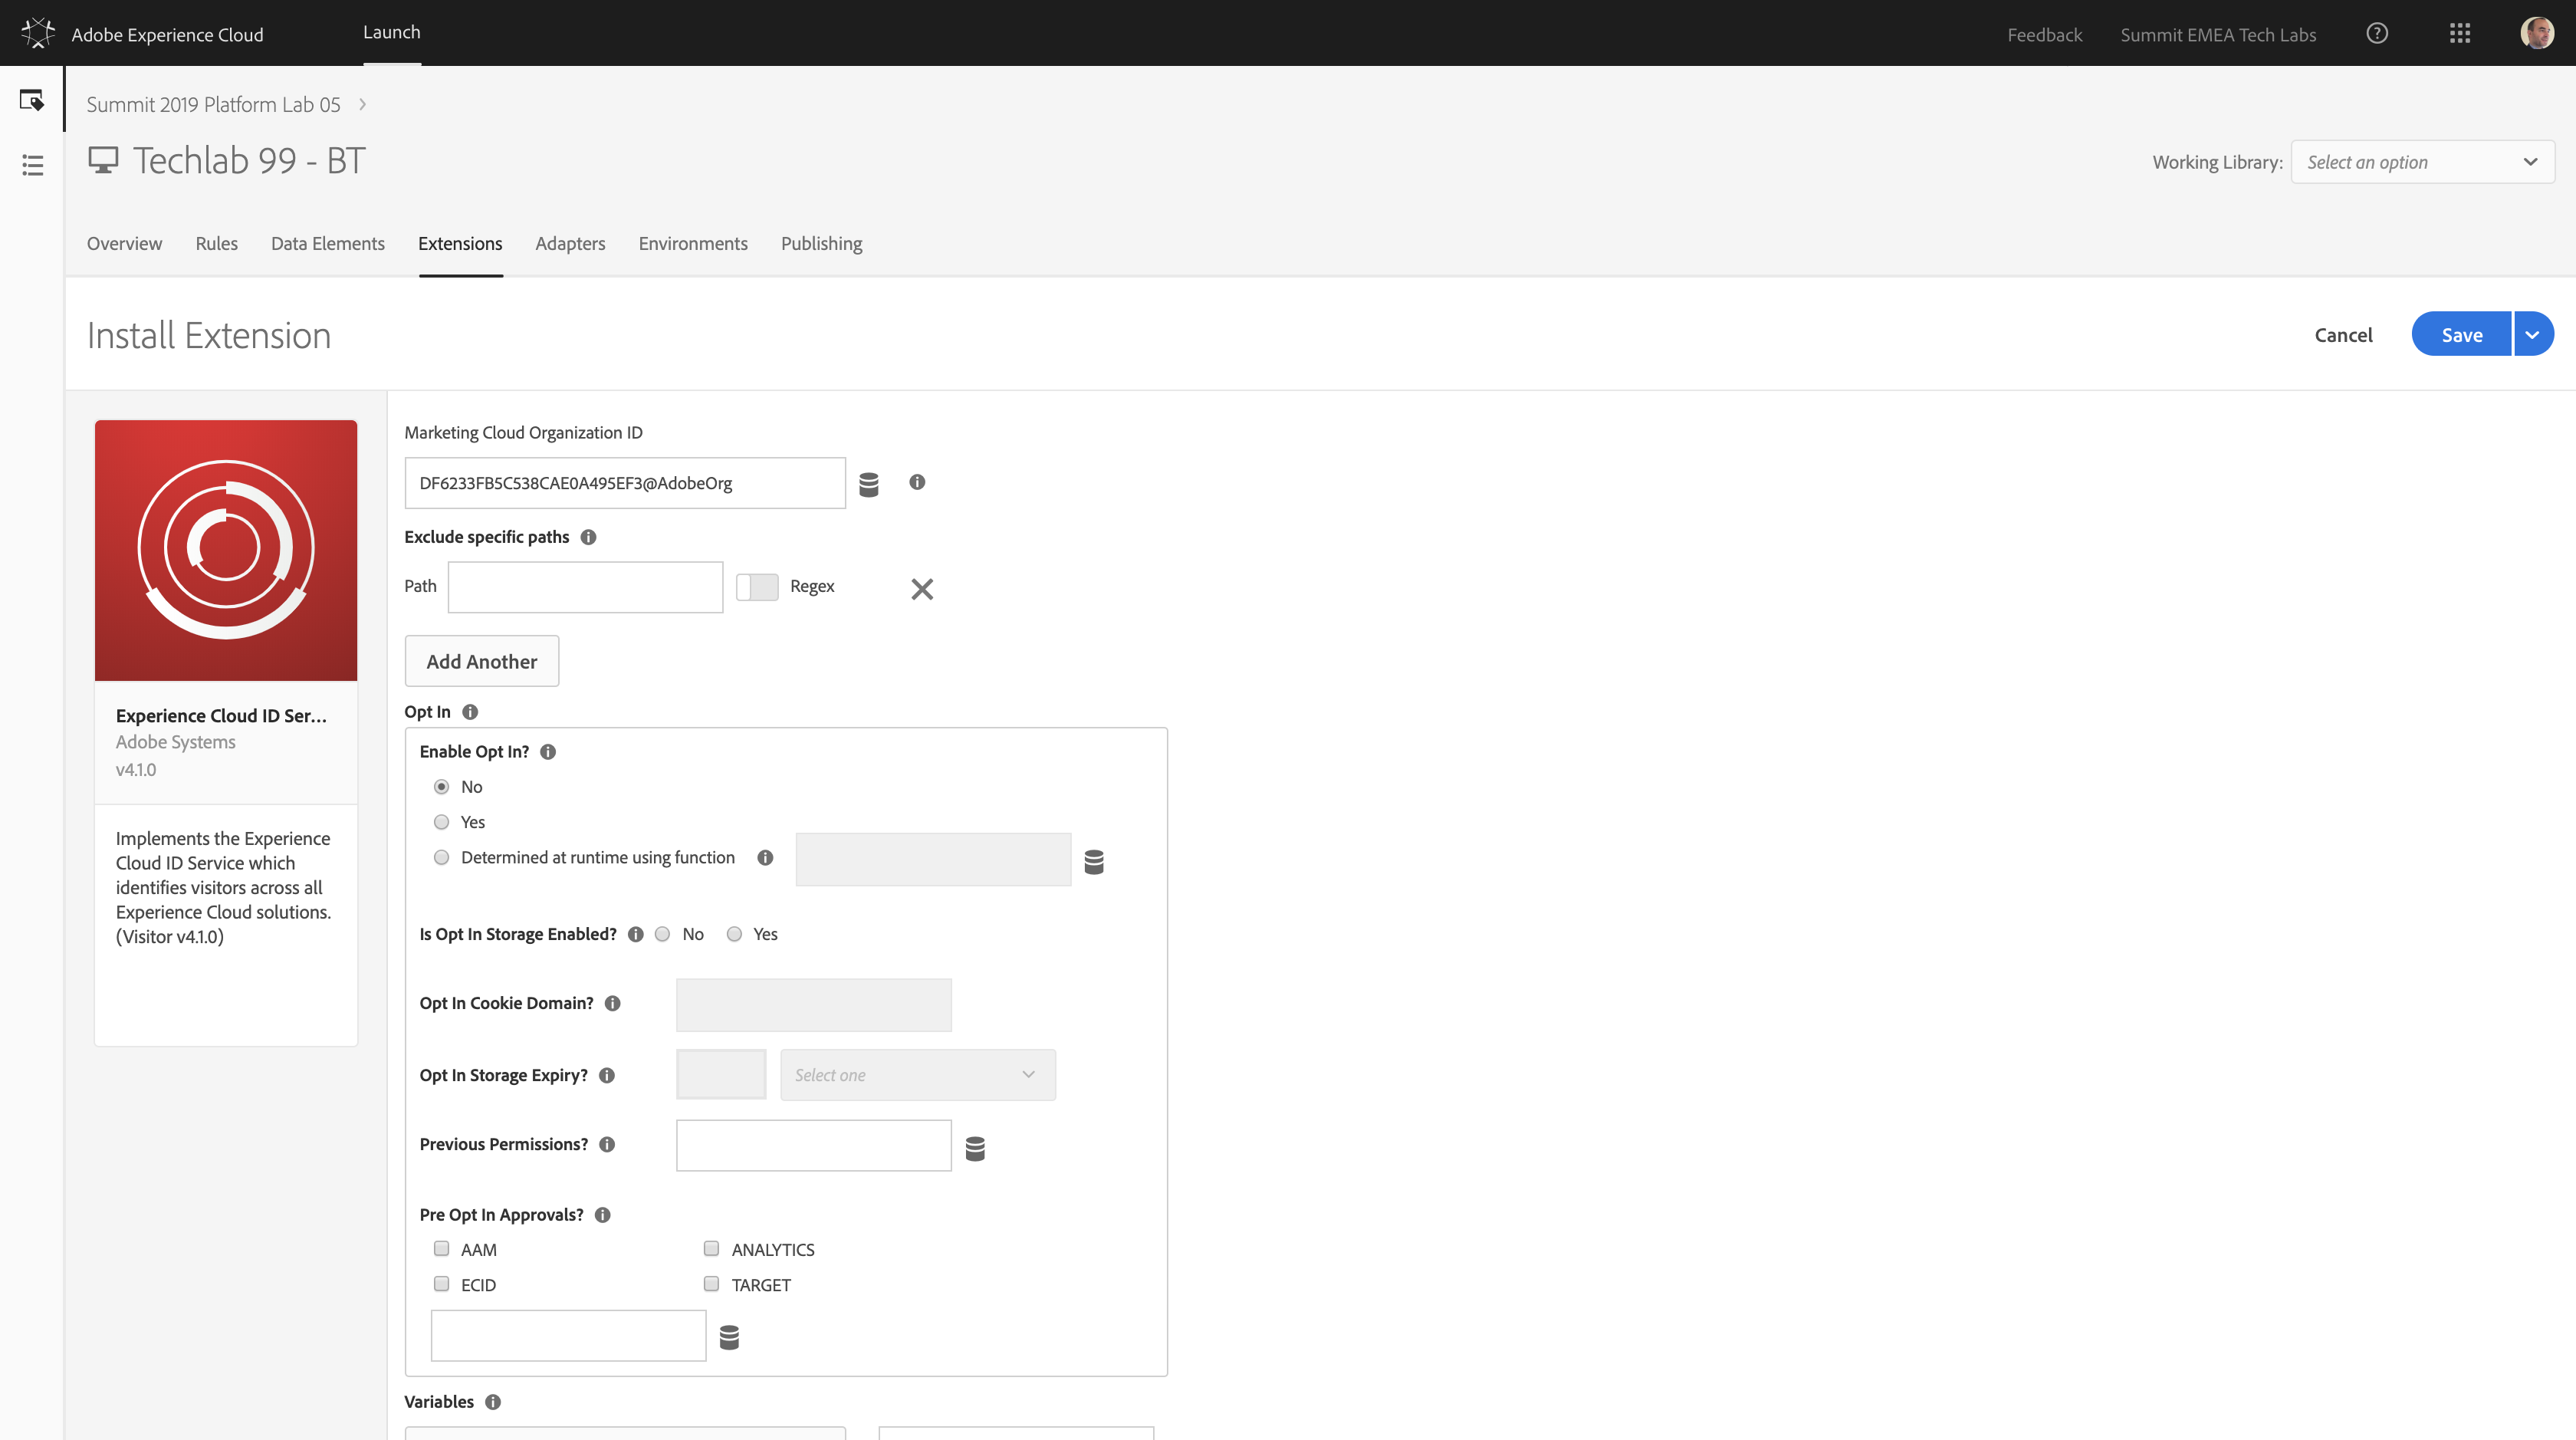 Adobe Experience Cloud
Launch
Feedback
Summit EMEA Tech Labs
Summit 2019 Platform Lab 05
Techlab 99 - BT
Working Library:
Select an option
Overview
Rules
Data Elements
Extensions
Adapters
Environments
Publishing
Install Extension
Cancel
Save
Experience Cloud ID Ser...
Adobe Systems
v4.1.0
Implements the Experience
Cloud ID Service which
identifies visitors across all
Experience Cloud solutions.
(Visitor v4.1.0)
Marketing Cloud Organization ID
DF6233FB5C538CAE0A495EF3@AdobeOrg
Exclude specific paths
Path
Regex
Add Another
Opt In
Enable Opt In?
No
Yes
Determined at runtime using function
Is Opt In Storage Enabled?
No
Yes
Opt In Cookie Domain?
Opt In Storage Expiry?
Select one
Previous Permissions?
Pre Opt In Approvals?
AAM
ANALYTICS
ECID
TARGET
Variables